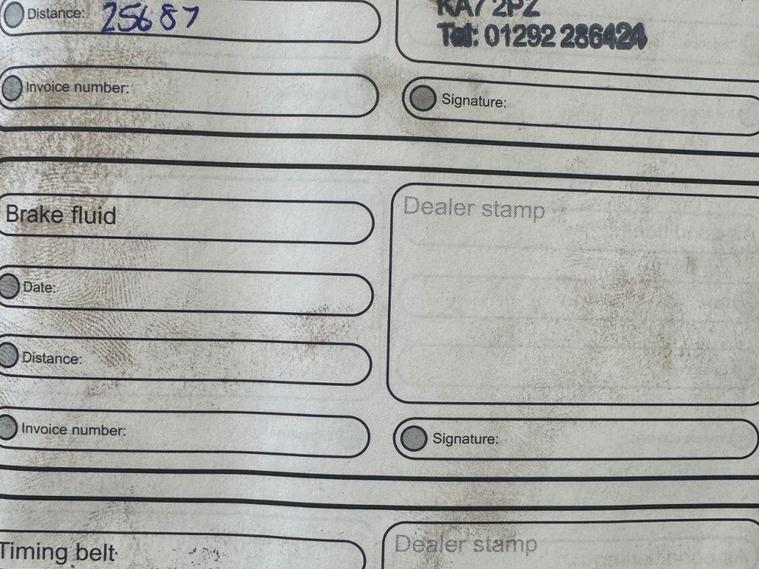 KA7 2PZ
Distance: 25687
Tel: 01292 286424
Invoice number:
Signature:
Brake fluid
Dealer stamp
Date:
Distance:
Invoice number:
Signature:
Timing belt
Dealer stamp